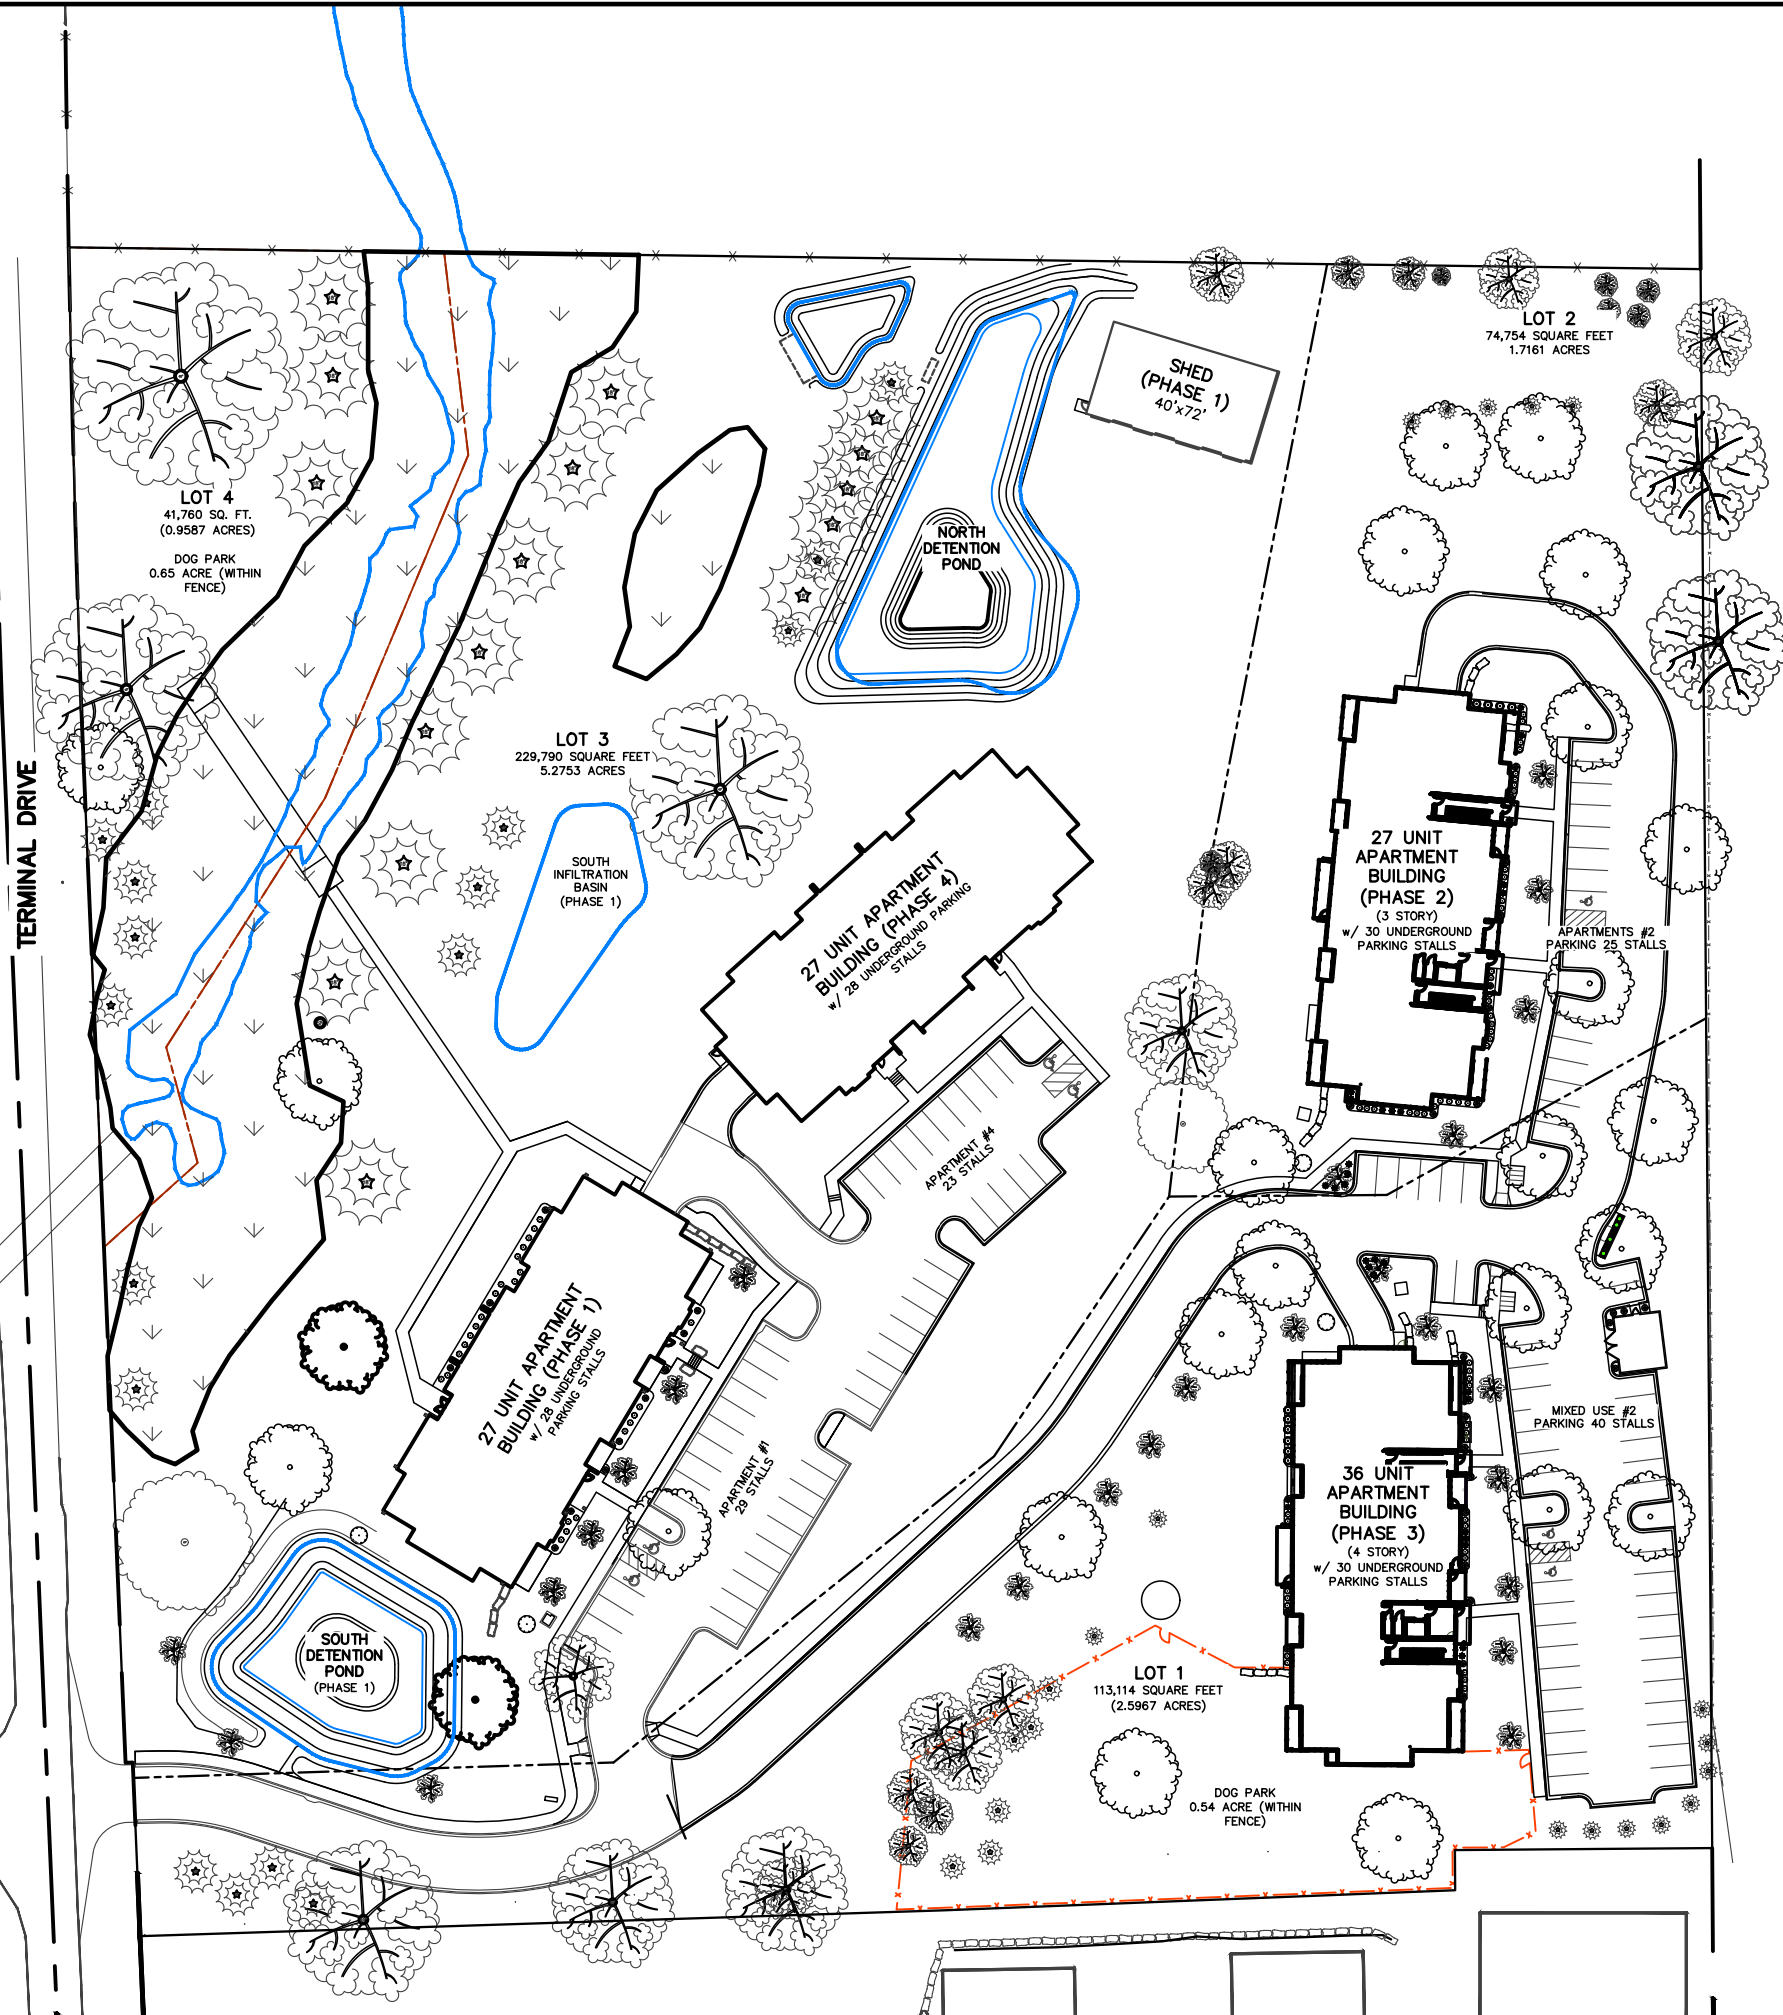 LOT 2
74,754 SQUARE FEET
1.7161 ACRES
SHED
(PHASE 1)
40'x72'
LOT 4
41,760 SQ. FT.
(0.9587 ACRES)
DOG PARK
0.65 ACRE (WITHIN
FENCE)
NORTH
DETENTION
POND
LOT 3
229,790 SQUARE FEET
5.2753 ACRES
TERMINAL DRIVE
SOUTH
INFILTRATION
BASIN
(PHASE 1)
27 UNIT APARTMENT
BUILDING (PHASE 4)
w/ 28 UNDERGROUND PARKING
STALLS
27 UNIT
APARTMENT
BUILDING
(PHASE 2)
(3 STORY)
w/ 30 UNDERGROUND
PARKING STALLS
APARTMENTS #2
PARKING 25 STALLS
APARTMENT #4
23 STALLS
27 UNIT APARTMENT
BUILDING (PHASE 1)
w/ 28 UNDERGROUND
PARKING STALLS
APARTMENT #1
29 STALLS
MIXED USE #2
PARKING 40 STALLS
36 UNIT
APARTMENT
BUILDING
(PHASE 3)
(4 STORY)
w/ 30 UNDERGROUND
PARKING STALLS
SOUTH
DETENTION
POND
(PHASE 1)
LOT 1
113,114 SQUARE FEET
(2.5967 ACRES)
DOG PARK
0.54 ACRE (WITHIN
FENCE)